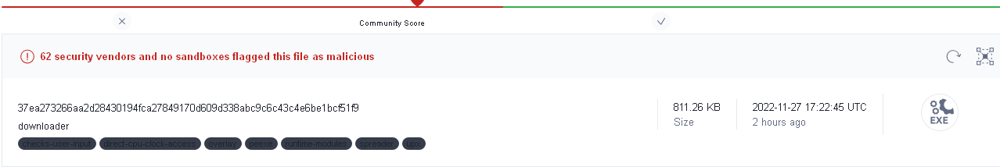 Community Score
62 security vendors and no sandboxes flagged this file as malicious
37ea273266aa2d28430194fca27849170d609d338abc9c6c43c4e6be1bcf51f9
downloader
checks-user-input direct-cpu-clock-access overlay peexe runtime-modules spreader upx
811.26 KB
Size
2022-11-27 17:22:45 UTC
2 hours ago
EXE